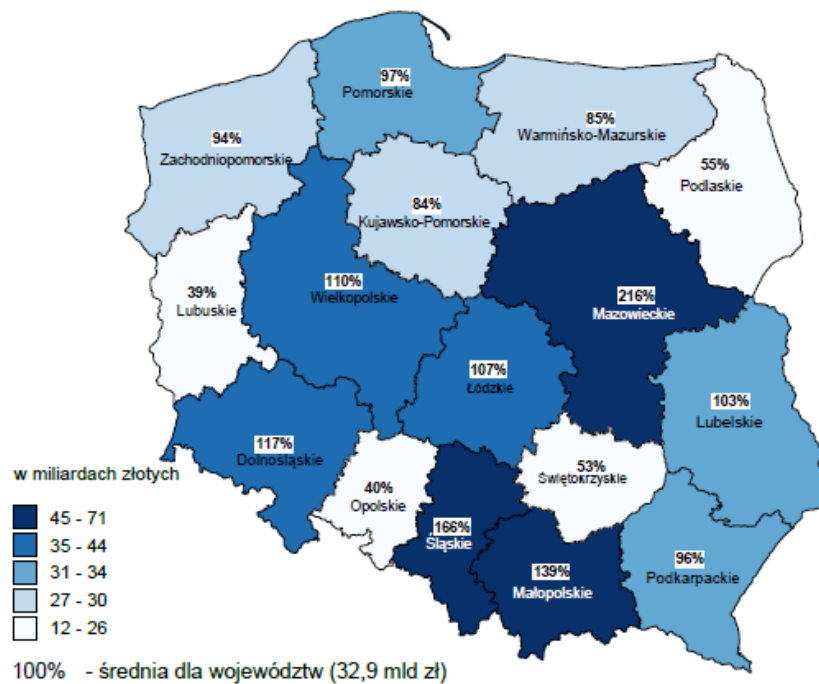 97%
Pomorskie
85%
Warmińsko-Mazurskie
94%
Zachodniopomorskie
55%
Podlaskie
84%
Kujawsko-Pomorskie
39%
Lubuskie
110%
Wielkopolskie
216%
Mazowieckie
107%
Łódzkie
103%
Lubelskie
117%
Dolnośląskie
40%
Opolskie
53%
Świętokrzyskie
166%
Śląskie
139%
Małopolskie
96%
Podkarpackie
w miliardach złotych
45 - 71
35 - 44
31 - 34
27 - 30
12 - 26
100% - średnia dla województw (32,9 mld zł)